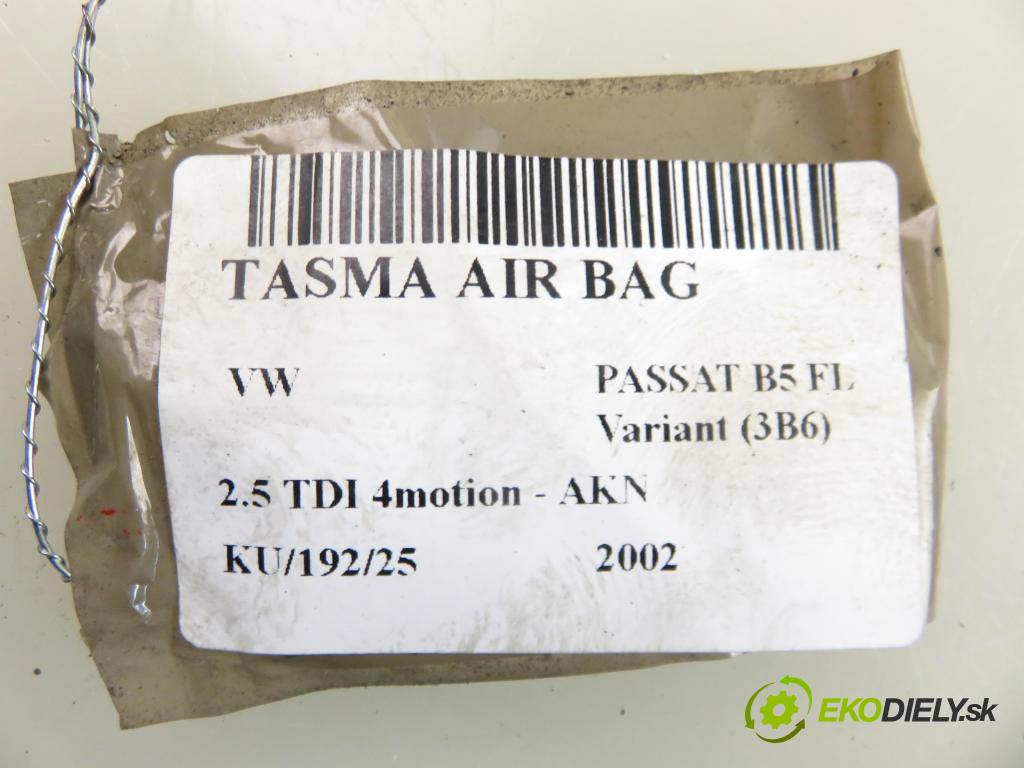 TASMA AIR BAG
VW PASSAT B5 FL
Variant (3B6)
2.5 TDI 4motion - AKN
KU/192/25 2002
EKODIELY.sk